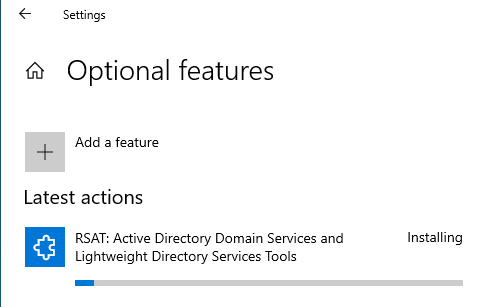 Settings
Optional features
Add a feature
Latest actions
RSAT: Active Directory Domain Services and
Lightweight Directory Services Tools
Installing